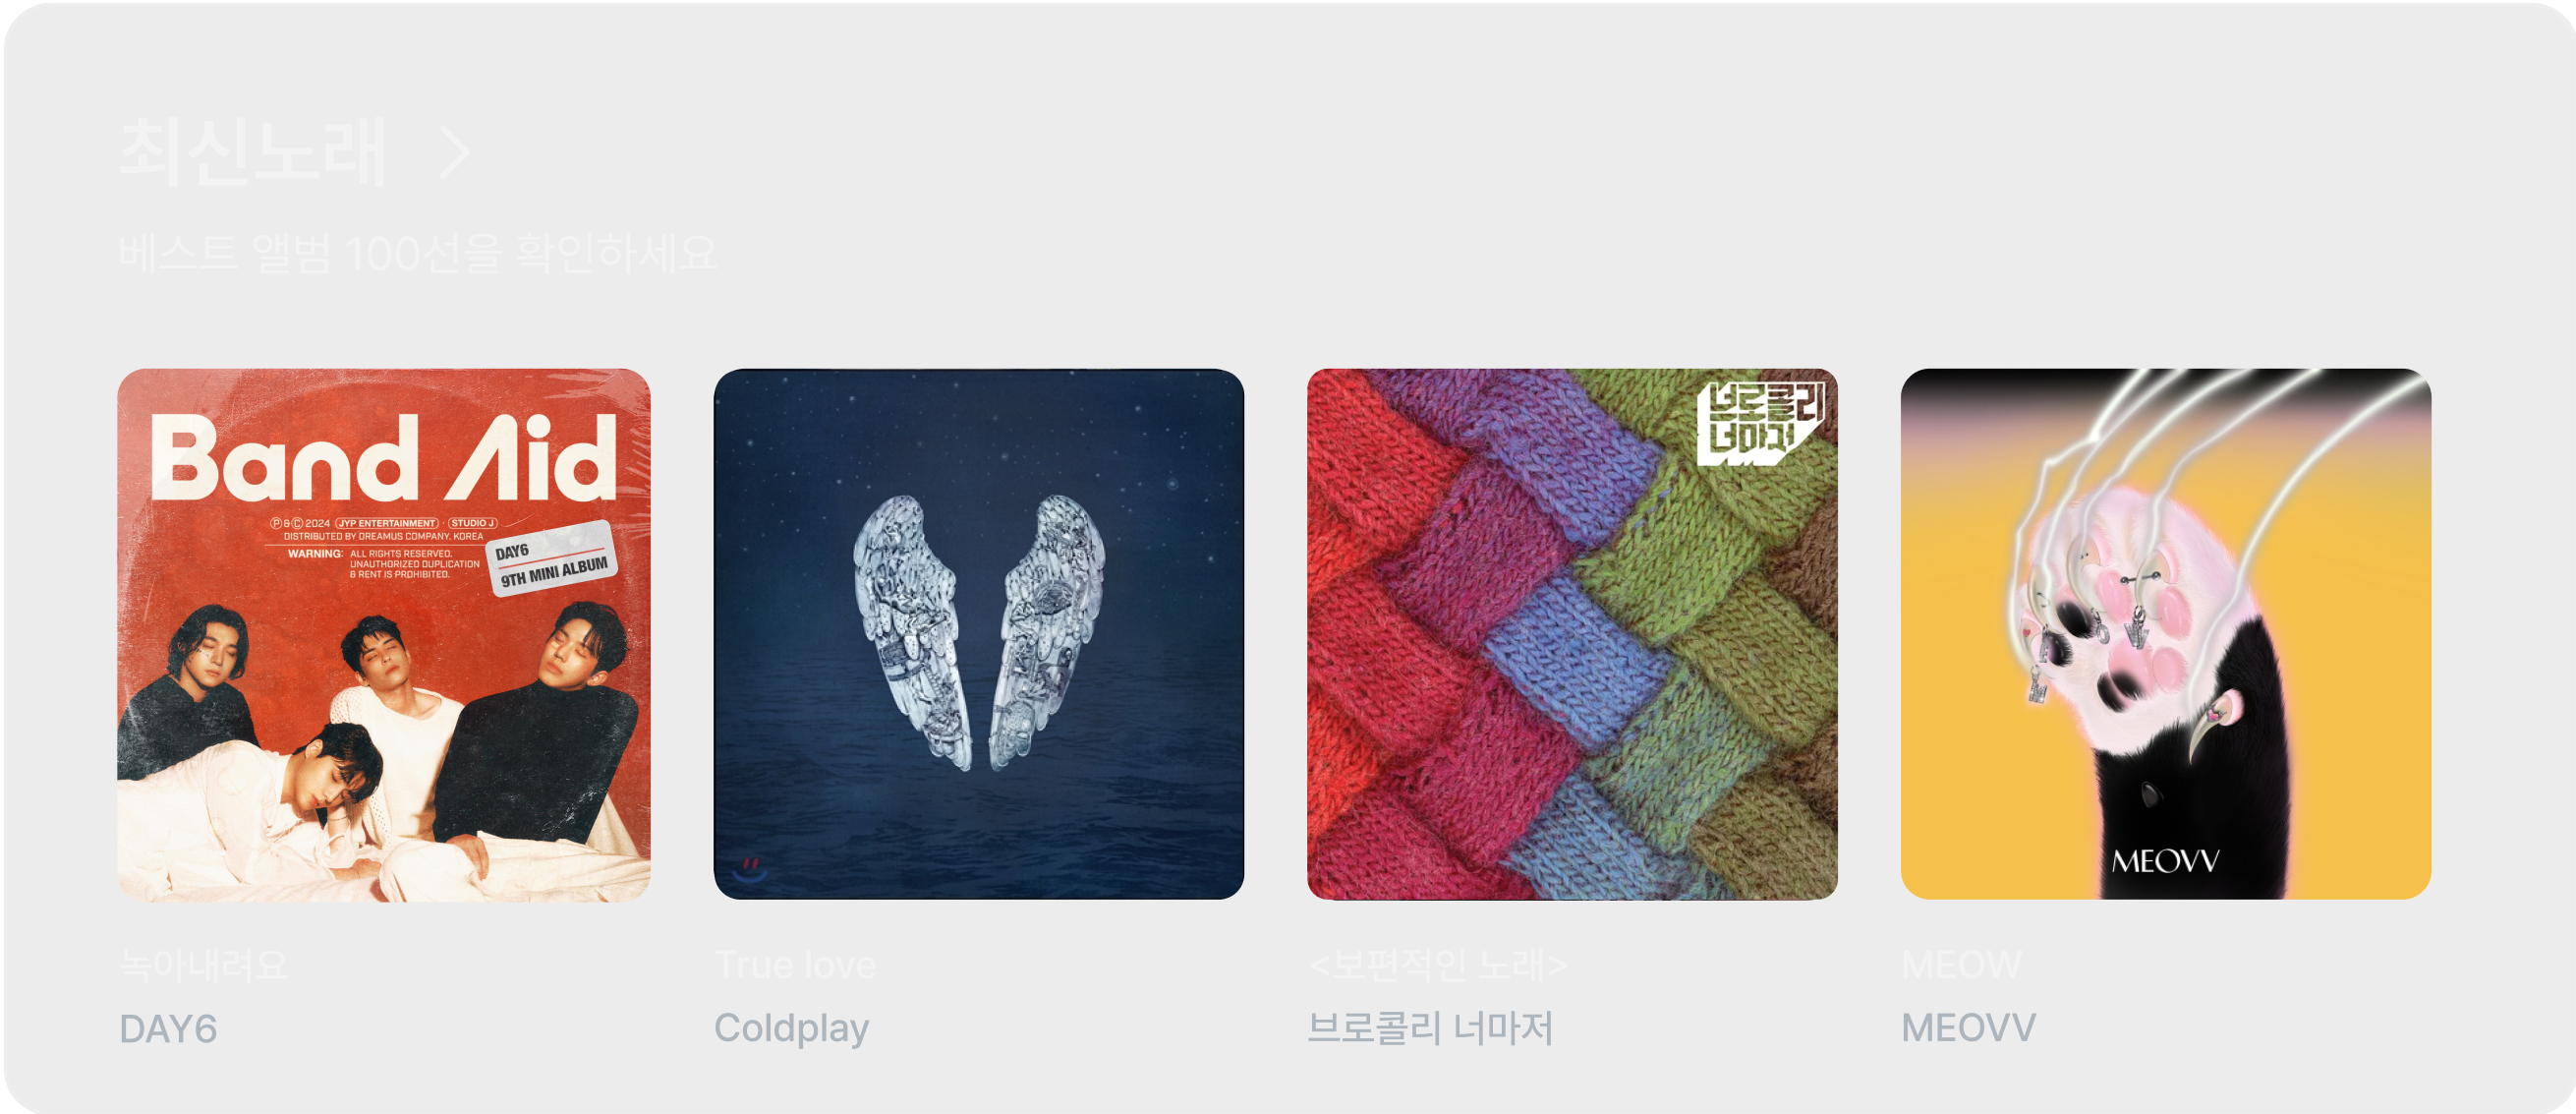 최신노래 >
베스트 앨범 100선을 확인하세요
Band Aid
Ⓟ&Ⓒ 2024 JYP ENTERTAINMENT · STUDIO J
DISTRIBUTED BY DREAMUS COMPANY, KOREA
WARNING: ALL RIGHTS RESERVED.
UNAUTHORIZED DUPLICATION
& RENT IS PROHIBITED.
DAY6
9TH MINI ALBUM
브로콜리
너마저
MEOVV
녹아내려요
True love
<보편적인 노래>
MEOW
DAY6
Coldplay
브로콜리 너마저
MEOVV